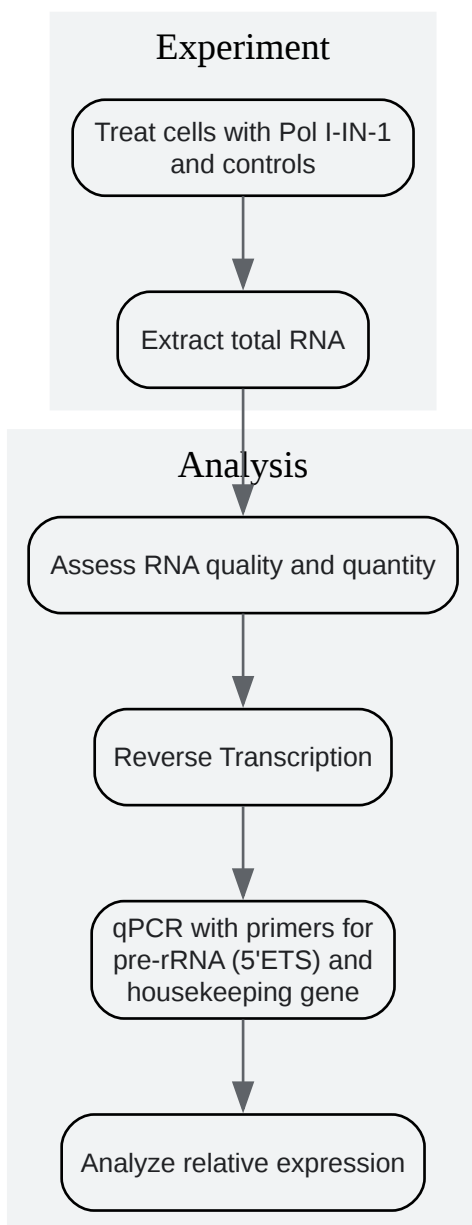 Experiment
Treat cells with Pol I-IN-1
and controls
Extract total RNA
Analysis
Assess RNA quality and quantity
Reverse Transcription
qPCR with primers for
pre-rRNA (5'ETS) and
housekeeping gene
Analyze relative expression